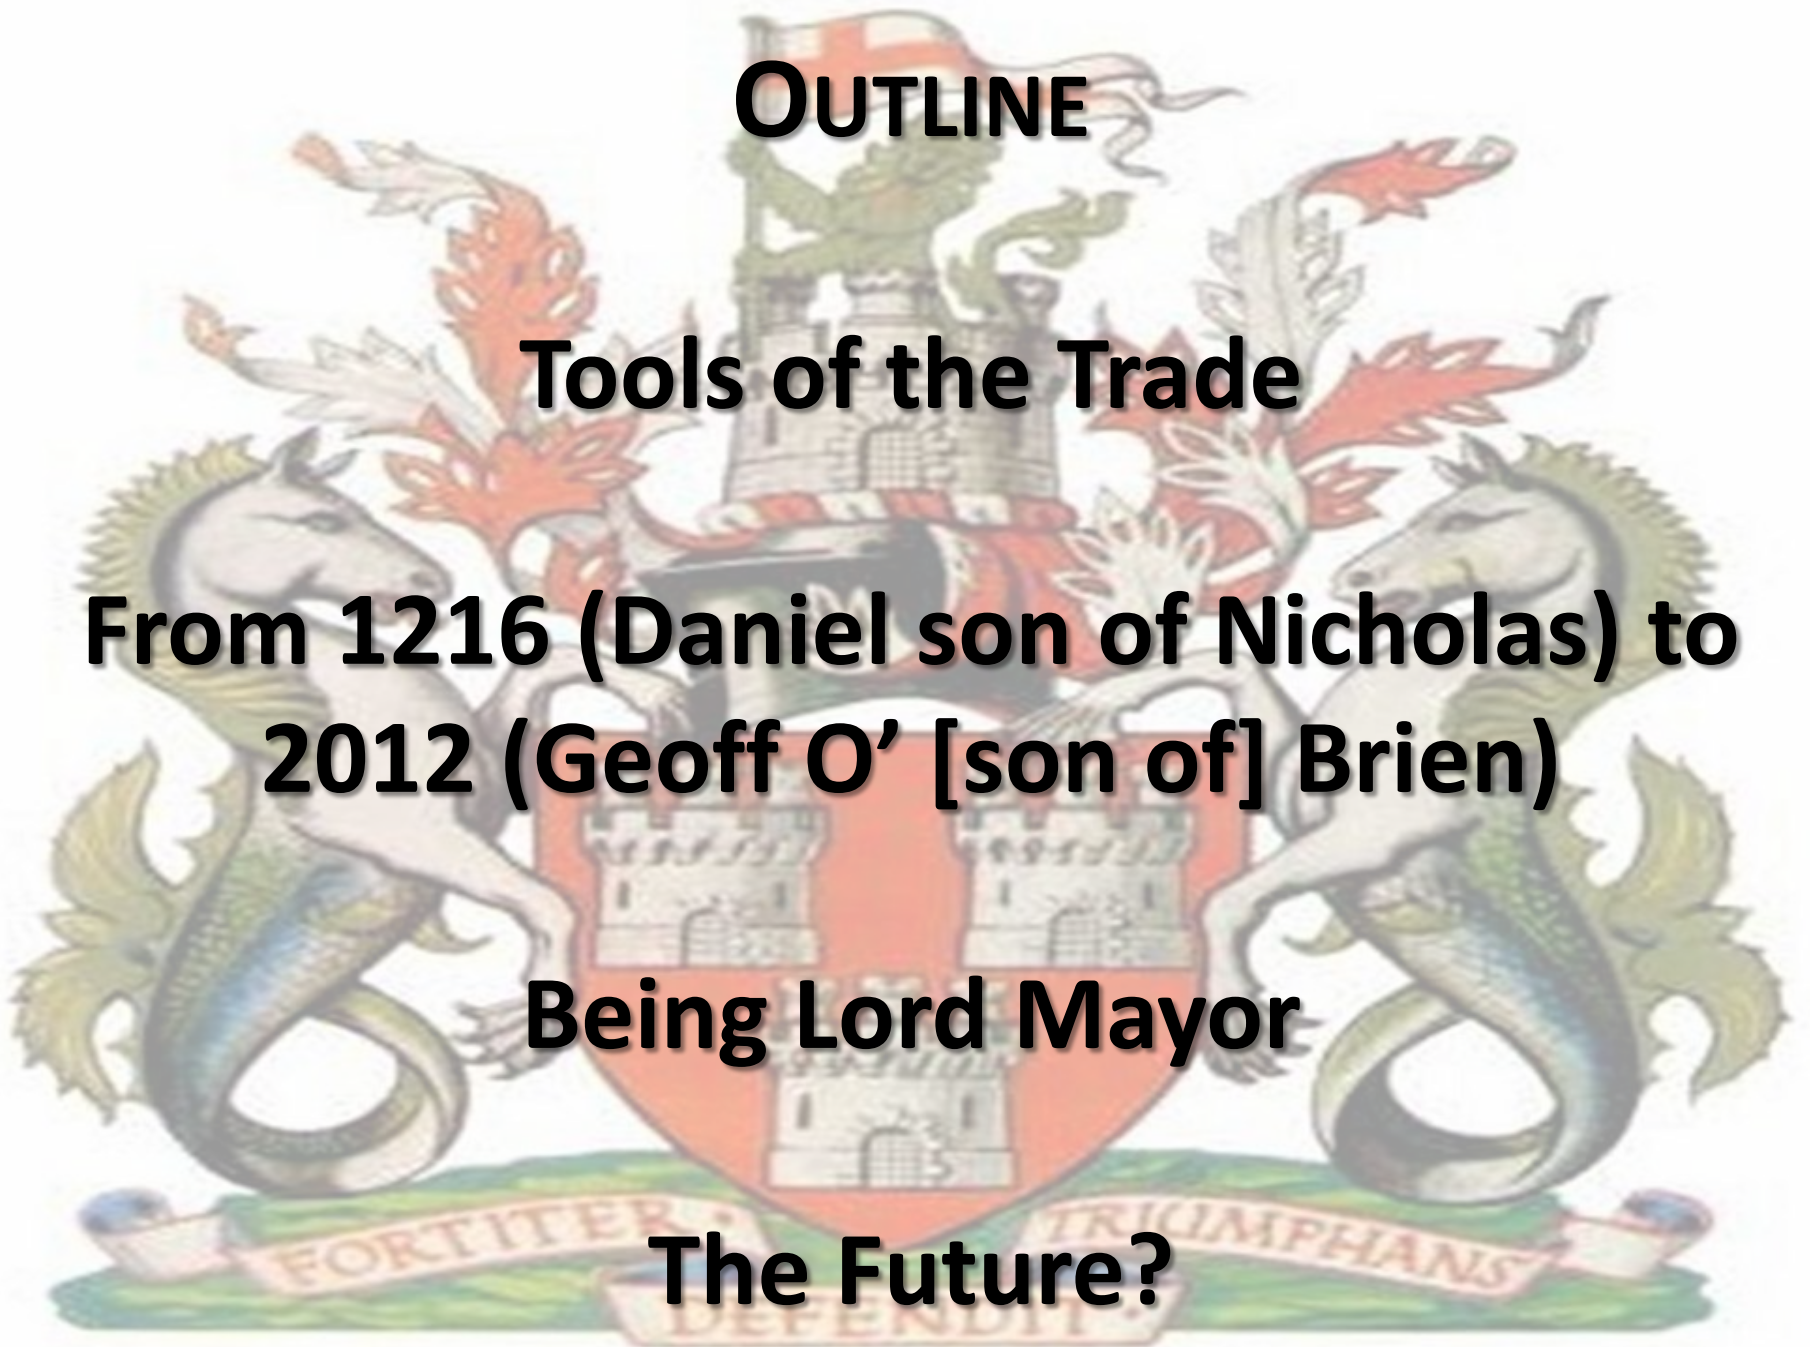 OUTLINE
Tools of the Trade
From 1216 (Daniel son of Nicholas) to
2012 (Geoff O’ [son of] Brien)
Being Lord Mayor
FORTITER · TRIUMPHANS
The Future?
DEFENDIT